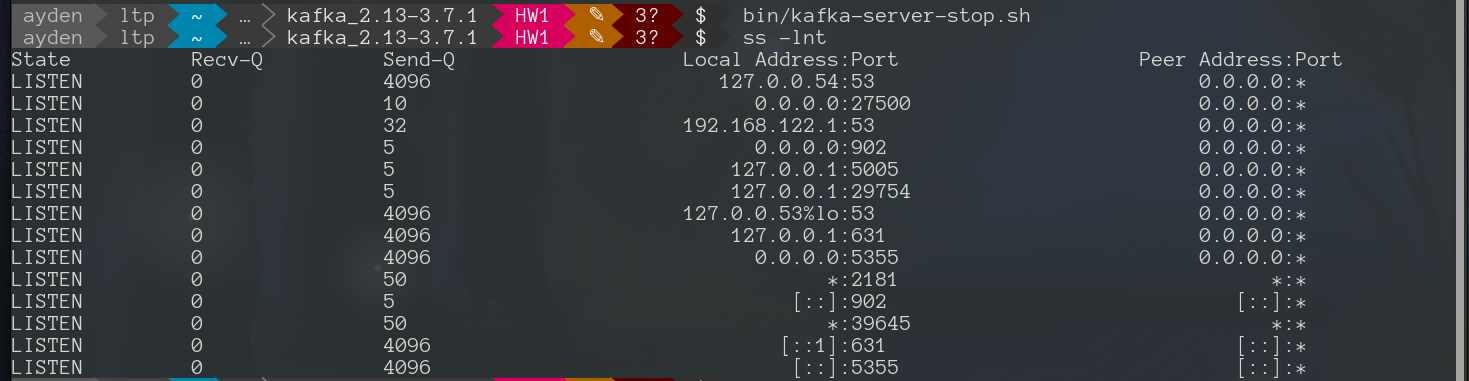 ayden ltp ~ … kafka_2.13-3.7.1 HW1 ✎ 3? $ bin/kafka-server-stop.sh
ayden ltp ~ … kafka_2.13-3.7.1 HW1 ✎ 3? $ ss -lnt
State Recv-Q Send-Q Local Address:Port Peer Address:Port
LISTEN 0 4096 127.0.0.54:53 0.0.0.0:*
LISTEN 0 10 0.0.0.0:27500 0.0.0.0:*
LISTEN 0 32 192.168.122.1:53 0.0.0.0:*
LISTEN 0 5 0.0.0.0:902 0.0.0.0:*
LISTEN 0 5 127.0.0.1:5005 0.0.0.0:*
LISTEN 0 5 127.0.0.1:29754 0.0.0.0:*
LISTEN 0 4096 127.0.0.53%lo:53 0.0.0.0:*
LISTEN 0 4096 127.0.0.1:631 0.0.0.0:*
LISTEN 0 4096 0.0.0.0:5355 0.0.0.0:*
LISTEN 0 50 *:2181 *:*
LISTEN 0 5 [::]:902 [::]:*
LISTEN 0 50 *:39645 *:*
LISTEN 0 4096 [::1]:631 [::]:*
LISTEN 0 4096 [::]:5355 [::]:*